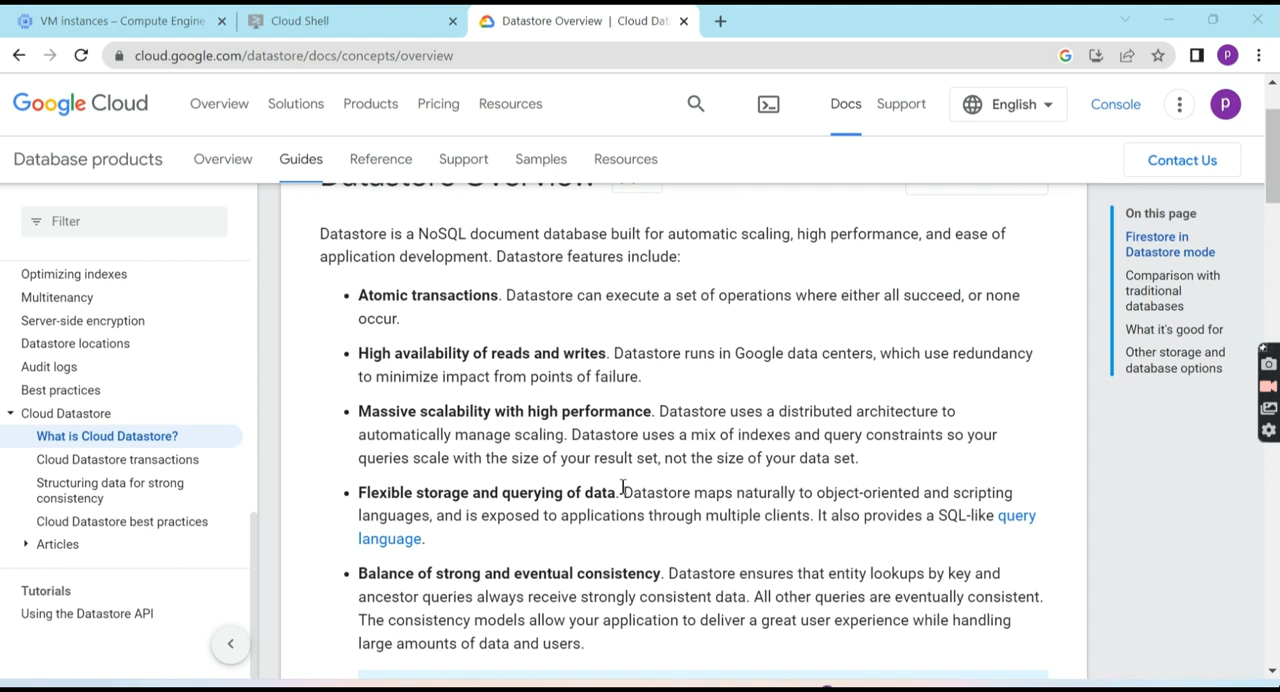 VM instances – Compute Engine
Cloud Shell
Datastore Overview | Cloud Dat
cloud.google.com/datastore/docs/concepts/overview
P
Google Cloud
Overview
Solutions
Products
Pricing
Resources
Docs
Support
English
Console
P
Database products
Overview
Guides
Reference
Support
Samples
Resources
Contact Us
Filter
Optimizing indexes
Multitenancy
Server-side encryption
Datastore locations
Audit logs
Best practices
Cloud Datastore
What is Cloud Datastore?
Cloud Datastore transactions
Structuring data for strong
consistency
Cloud Datastore best practices
Articles
Tutorials
Using the Datastore API
Datastore Overview
Datastore is a NoSQL document database built for automatic scaling, high performance, and ease of
application development. Datastore features include:
• Atomic transactions. Datastore can execute a set of operations where either all succeed, or none
occur.
• High availability of reads and writes. Datastore runs in Google data centers, which use redundancy
to minimize impact from points of failure.
• Massive scalability with high performance. Datastore uses a distributed architecture to
automatically manage scaling. Datastore uses a mix of indexes and query constraints so your
queries scale with the size of your result set, not the size of your data set.
• Flexible storage and querying of data. Datastore maps naturally to object-oriented and scripting
languages, and is exposed to applications through multiple clients. It also provides a SQL-like query
language.
• Balance of strong and eventual consistency. Datastore ensures that entity lookups by key and
ancestor queries always receive strongly consistent data. All other queries are eventually consistent.
The consistency models allow your application to deliver a great user experience while handling
large amounts of data and users.
On this page
Firestore in
Datastore mode
Comparison with
traditional
databases
What it's good for
Other storage and
database options